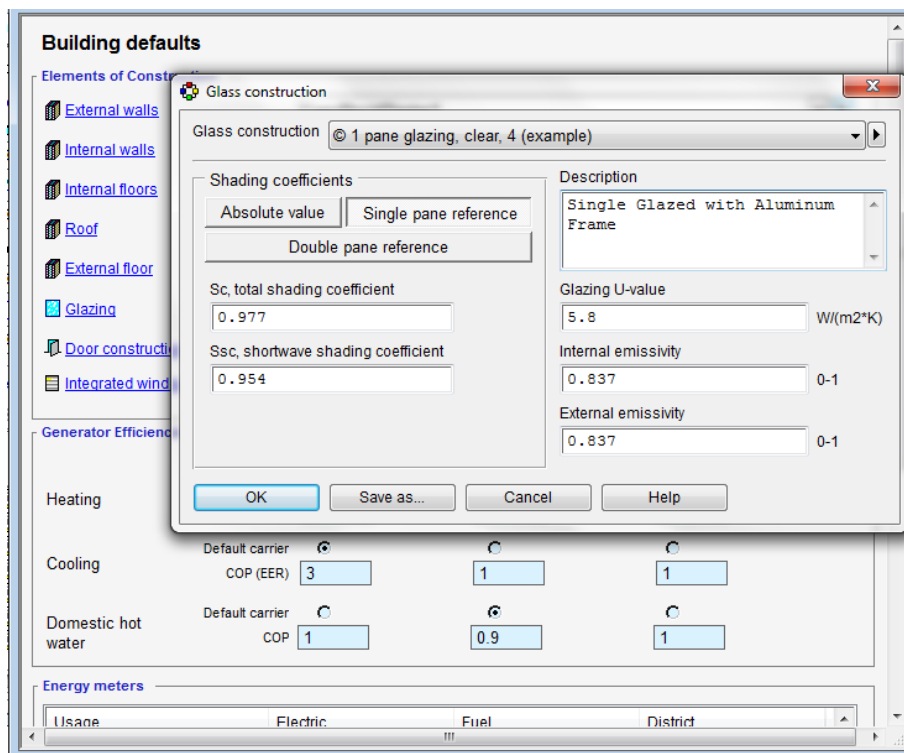 Building defaults
Elements of Constru
Glass construction
External walls
Glass construction © 1 pane glazing, clear, 4 (example)
Internal walls
Internal floors
Roof
External floor
Glazing
Door constructi
Integrated wind
Shading coefficients
Absolute value Single pane reference
Double pane reference
Sc, total shading coefficient
0.977
Ssc, shortwave shading coefficient
0.954
Description
Single Glazed with Aluminum
Frame
Glazing U-value
5.8 W/(m2*K)
Internal emissivity
0.837 0-1
External emissivity
0.837 0-1
OK Save as... Cancel Help
Generator Efficienc
Heating
Cooling
Default carrier
COP (EER) 3 1 1
Domestic hot
water
Default carrier
COP 1 0.9 1
Energy meters
Usage Electric Fuel District